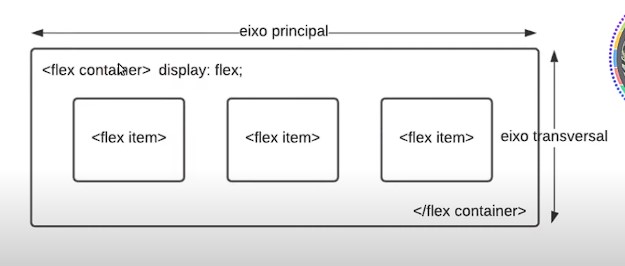 eixo principal
<flex container> display: flex;
<flex item>
<flex item>
<flex item>
eixo transversal
</flex container>